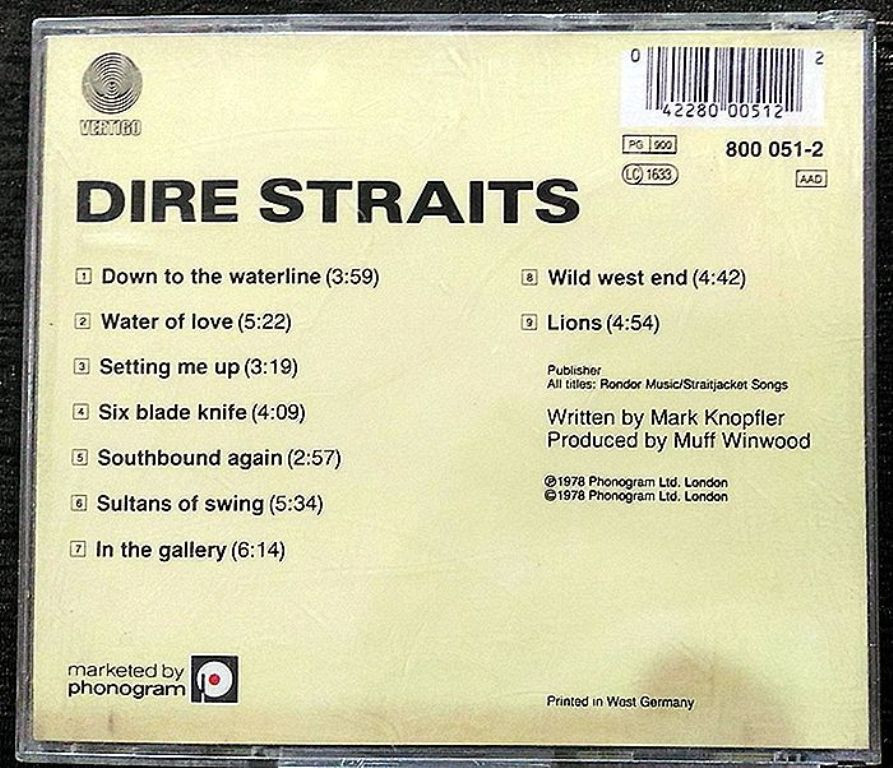 VERTIGO
0 42280 00512 2
PG 900
800 051-2
LC 1633
AAD
DIRE STRAITS
1 Down to the waterline (3:59)
2 Water of love (5:22)
3 Setting me up (3:19)
4 Six blade knife (4:09)
5 Southbound again (2:57)
6 Sultans of swing (5:34)
7 In the gallery (6:14)
8 Wild west end (4:42)
9 Lions (4:54)
Publisher
All titles: Rondor Music/Straitjacket Songs
Written by Mark Knopfler
Produced by Muff Winwood
℗1978 Phonogram Ltd. London
©1978 Phonogram Ltd. London
marketed by
phonogram
Printed in West Germany